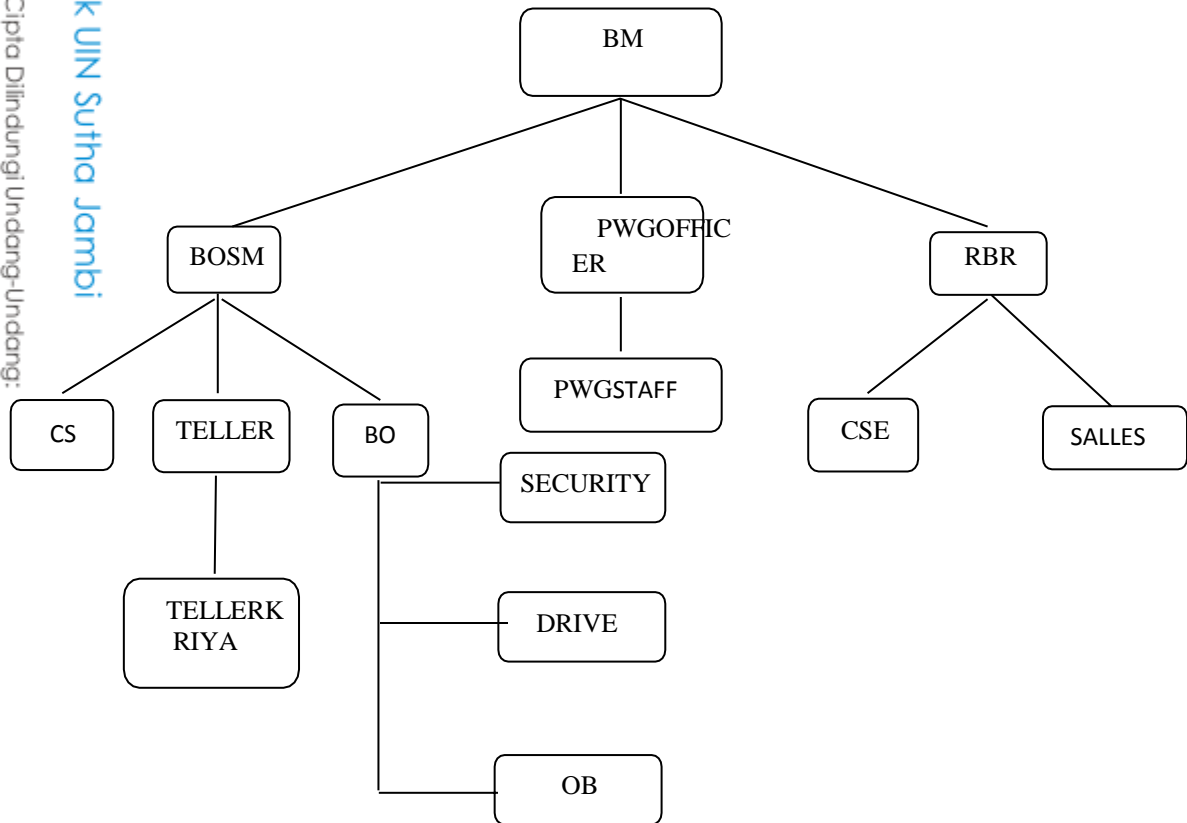 k UIN Sutha Jambi
Cipta Dilindungi Undang-Undang:
BM
BOSM
PWGOFFIC
ER
RBR
PWGSTAFF
CS
TELLER
BO
CSE
SALLES
SECURITY
TELLERK
RIYA
DRIVE
OB